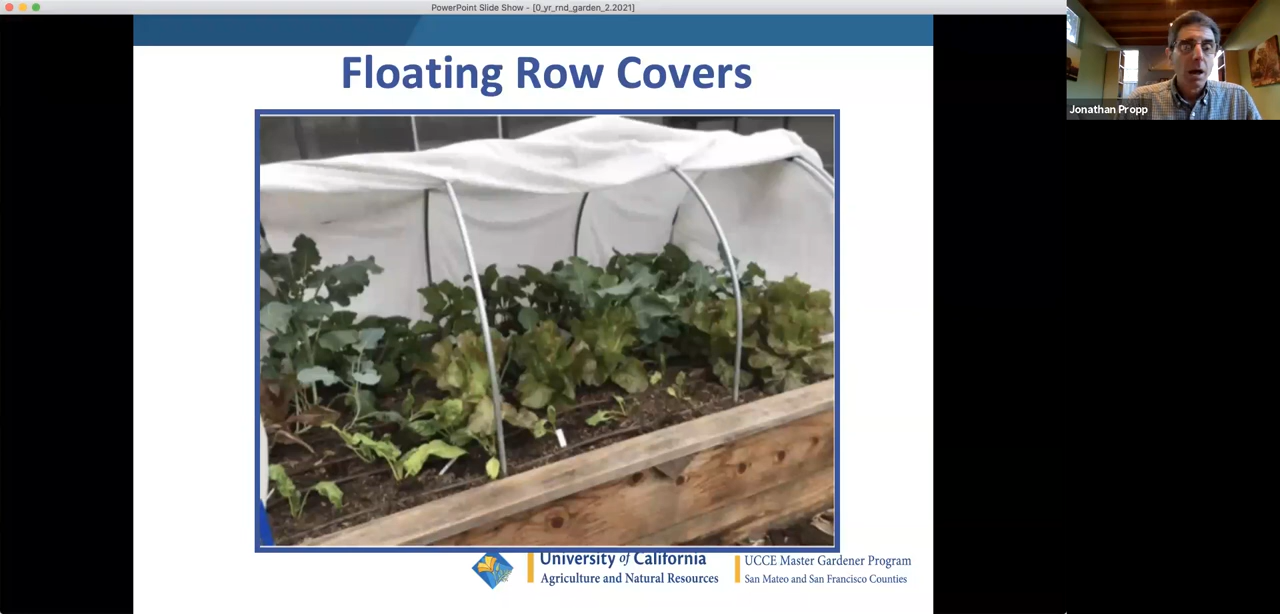 PowerPoint Slide Show - [0_yr_rnd_garden_2.2021]
Floating Row Covers
Jonathan Propp
University of California
Agriculture and Natural Resources
UCCE Master Gardener Program
San Mateo and San Francisco Counties